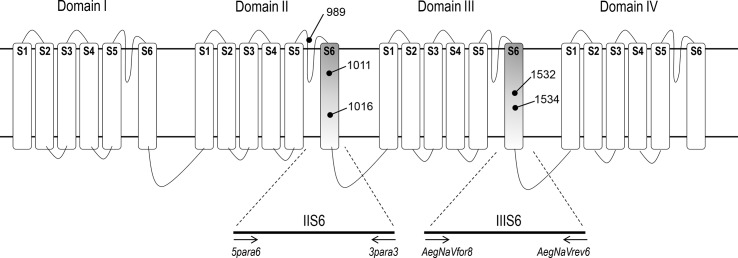 Domain I
Domain II
Domain III
Domain IV
989
S1 S2 S3 S4 S5 S6
S1 S2 S3 S4 S5 S6
S1 S2 S3 S4 S5 S6
S1 S2 S3 S4 S5 S6
1011
1016
1532
1534
IIS6
5para6
3para3
IIIS6
AegNaVfor8
AegNaVrev6